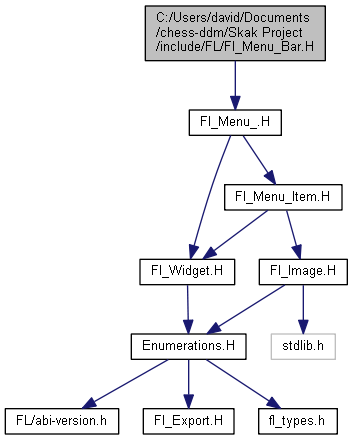 C:/Users/david/Documents
/chess-ddm/Skak Project
/include/FL/Fl_Menu_Bar.H
Fl_Menu_.H
Fl_Menu_Item.H
Fl_Widget.H
Fl_Image.H
Enumerations.H
stdlib.h
FL/abi-version.h
Fl_Export.H
fl_types.h